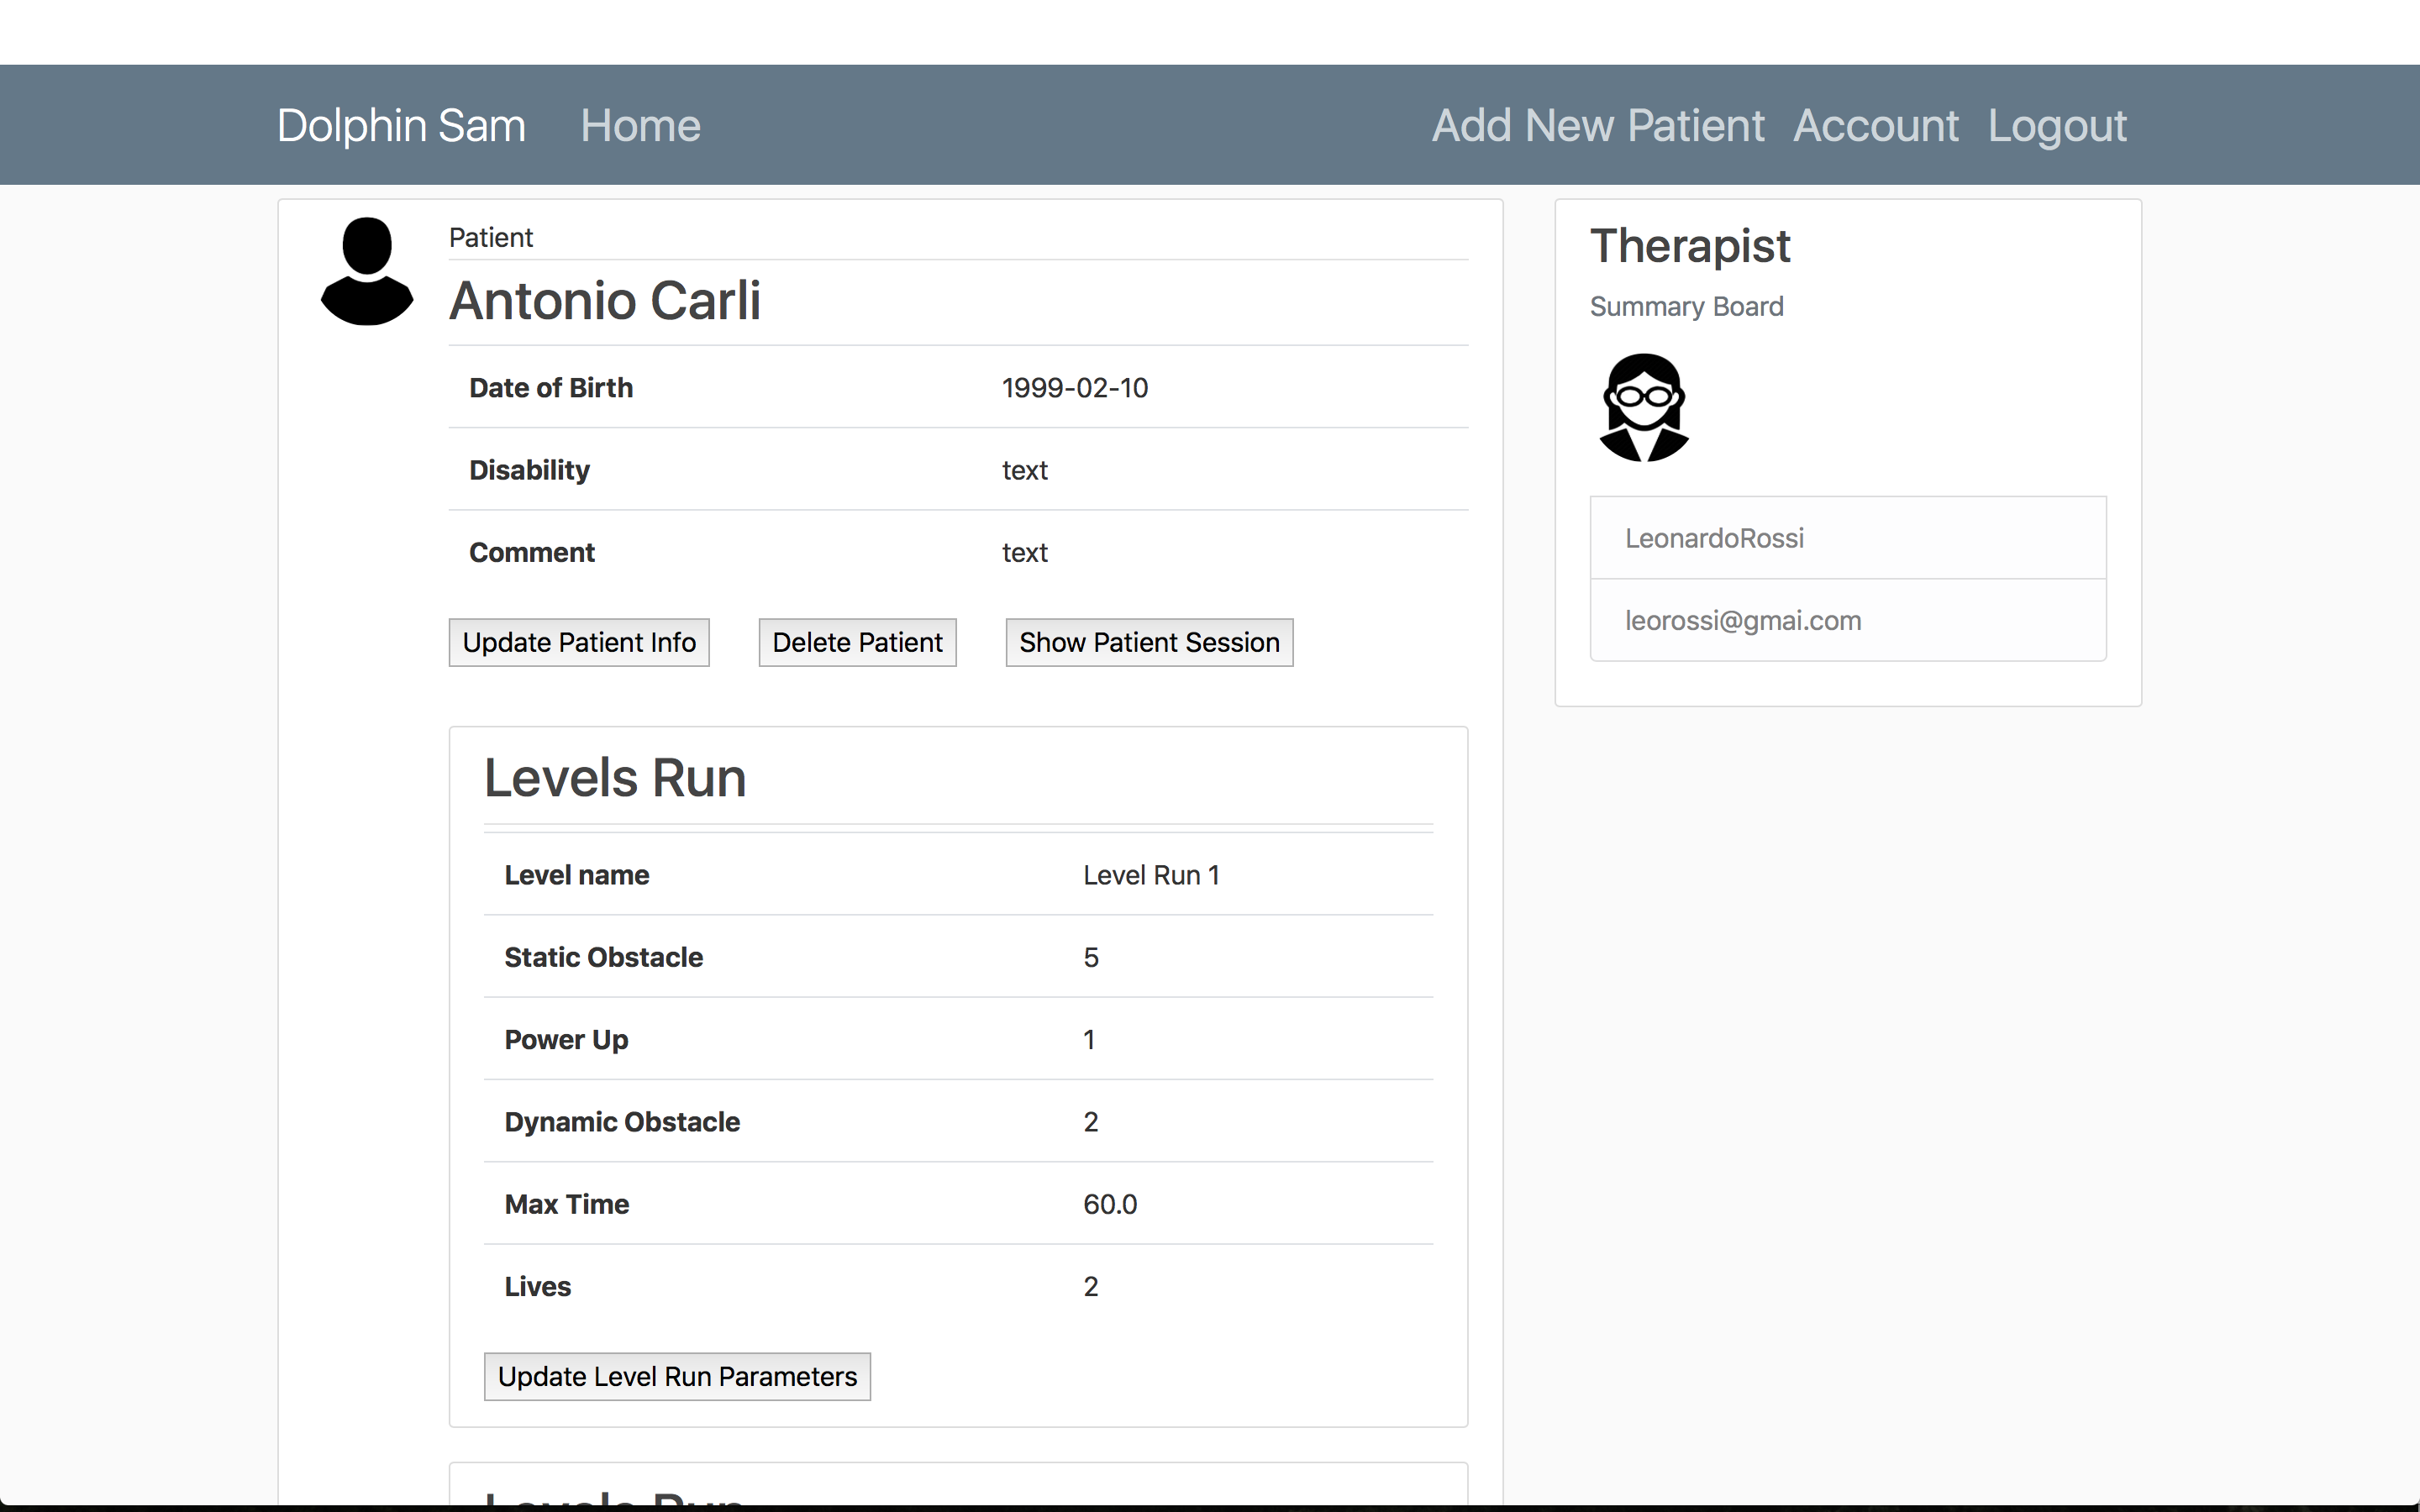 Dolphin Sam Home Add New Patient Account Logout
Patient
Antonio Carli
Date of Birth 1999-02-10
Disability text
Comment text
Update Patient Info Delete Patient Show Patient Session
Levels Run
Level name Level Run 1
Static Obstacle 5
Power Up 1
Dynamic Obstacle 2
Max Time 60.0
Lives 2
Update Level Run Parameters
Levels Run
Therapist
Summary Board
LeonardoRossi
leorossi@gmai.com